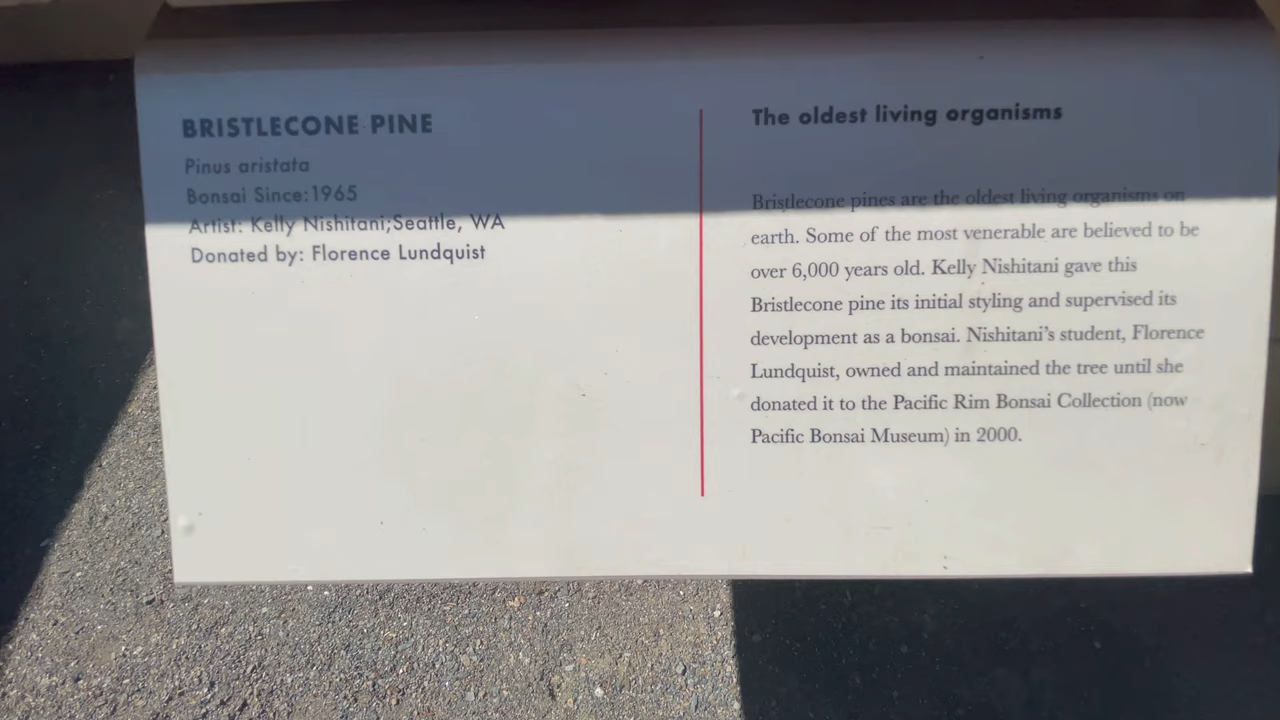 BRISTLECONE PINE
Pinus aristata
Bonsai Since:1965
Artist: Kelly Nishitani;Seattle, WA
Donated by: Florence Lundquist
The oldest living organisms
Bristlecone pines are the oldest living organisms on
earth. Some of the most venerable are believed to be
over 6,000 years old. Kelly Nishitani gave this
Bristlecone pine its initial styling and supervised its
development as a bonsai. Nishitani’s student, Florence
Lundquist, owned and maintained the tree until she
donated it to the Pacific Rim Bonsai Collection (now
Pacific Bonsai Museum) in 2000.